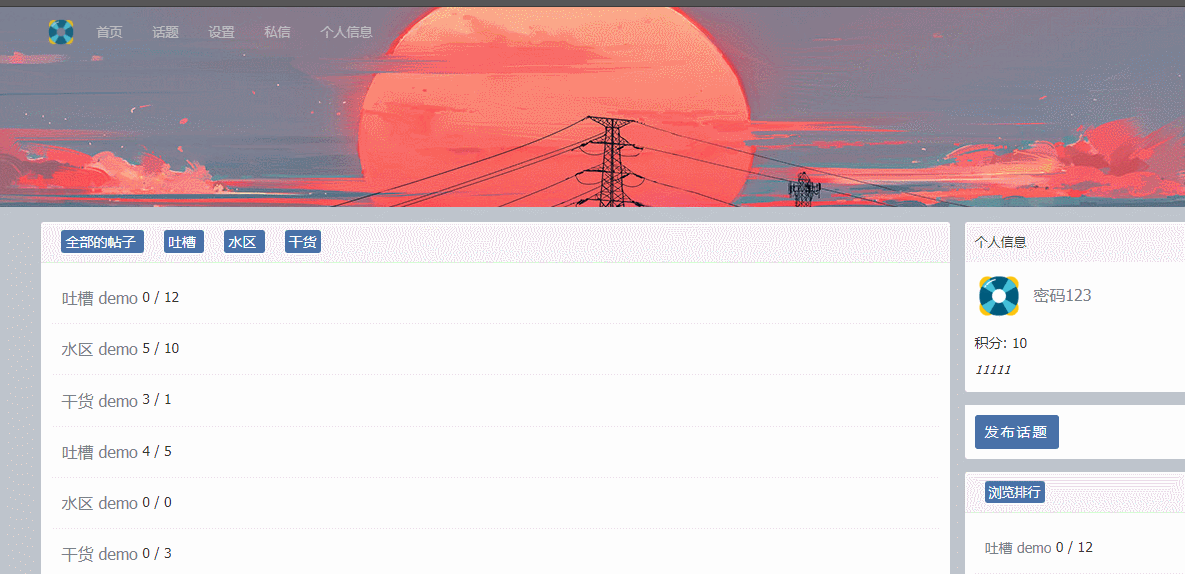 首页 话题 设置 私信 个人信息
全部的帖子 吐槽 水区 干货
吐槽 demo 0 / 12
水区 demo 5 / 10
干货 demo 3 / 1
吐槽 demo 4 / 5
水区 demo 0 / 0
干货 demo 0 / 3
个人信息
密码123
积分: 10
11111
发布话题
浏览排行
吐槽 demo 0 / 12